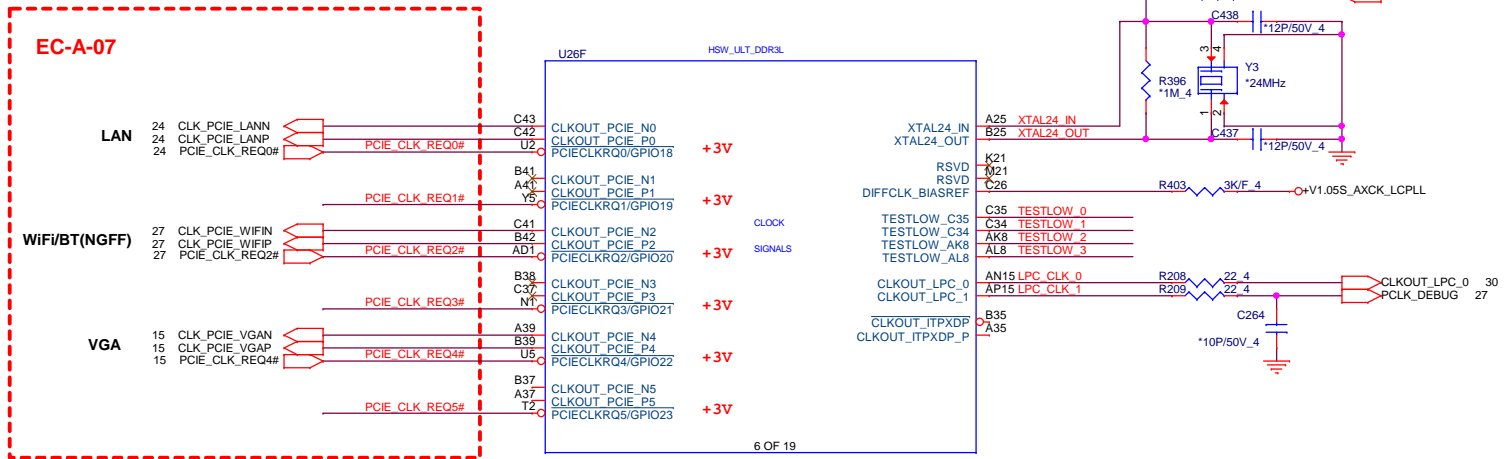 EC-A-07
LAN
24 CLK_PCIE_LANN
24 CLK_PCIE_LANP
24 PCIE_CLK_REQ0#
PCIE_CLK_REQ0#
PCIE_CLK_REQ1#
WiFi/BT(NGFF)
27 CLK_PCIE_WIFIN
27 CLK_PCIE_WIFIP
27 PCIE_CLK_REQ2#
PCIE_CLK_REQ2#
PCIE_CLK_REQ3#
VGA
15 CLK_PCIE_VGAN
15 CLK_PCIE_VGAP
15 PCIE_CLK_REQ4#
PCIE_CLK_REQ4#
PCIE_CLK_REQ5#
U26F
HSW_ULT_DDR3L
C43 CLKOUT_PCIE_N0
C42 CLKOUT_PCIE_P0
U2 PCIECLKRQ0/GPIO18 +3V
B41 CLKOUT_PCIE_N1
A41 CLKOUT_PCIE_P1
Y5 PCIECLKRQ1/GPIO19 +3V
C41 CLKOUT_PCIE_N2
B42 CLKOUT_PCIE_P2
AD1 PCIECLKRQ2/GPIO20 +3V
B38 CLKOUT_PCIE_N3
C37 CLKOUT_PCIE_P3
N1 PCIECLKRQ3/GPIO21 +3V
A39 CLKOUT_PCIE_N4
B39 CLKOUT_PCIE_P4
U5 PCIECLKRQ4/GPIO22 +3V
B37 CLKOUT_PCIE_N5
A37 CLKOUT_PCIE_P5
T2 PCIECLKRQ5/GPIO23 +3V
CLOCK
SIGNALS
6 OF 19
XTAL24_IN A25 XTAL24_IN
XTAL24_OUT B25 XTAL24_OUT
RSVD K21
RSVD M21
DIFFCLK_BIASREF C26
R403 3K/F_4 +V1.05S_AXCK_LCPLL
TESTLOW_C35 C35 TESTLOW_0
TESTLOW_C34 C34 TESTLOW_1
TESTLOW_AK8 AK8 TESTLOW_2
TESTLOW_AL8 AL8 TESTLOW_3
CLKOUT_LPC_0 AN15 LPC_CLK_0 R208 22_4 CLKOUT_LPC_0 30
CLKOUT_LPC_1 AP15 LPC_CLK_1 R209 22_4 PCLK_DEBUG 27
CLKOUT_ITPXDP B35
CLKOUT_ITPXDP_P A35
C264
*10P/50V_4
C438
*12P/50V_4
3 4
Y3
*24MHz
R396
*1M_4
1 2
C437
*12P/50V_4